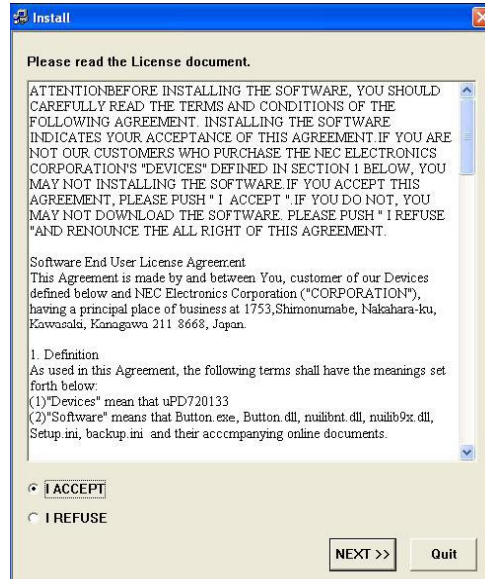 Install
Please read the License document.
ATTENTIONBEFORE INSTALLING THE SOFTWARE, YOU SHOULD
CAREFULLY READ THE TERMS AND CONDITIONS OF THE
FOLLOWING AGREEMENT. INSTALLING THE SOFTWARE
INDICATES YOUR ACCEPTANCE OF THIS AGREEMENT.IF YOU ARE
NOT OUR CUSTOMERS WHO PURCHASE THE NEC ELECTRONICS
CORPORATION'S "DEVICES" DEFINED IN SECTION 1 BELOW, YOU
MAY NOT INSTALLING THE SOFTWARE.IF YOU ACCEPT THIS
AGREEMENT, PLEASE PUSH " I ACCEPT ".IF YOU DO NOT, YOU
MAY NOT DOWNLOAD THE SOFTWARE. PLEASE PUSH " I REFUSE
"AND RENOUNCE THE ALL RIGHT OF THIS AGREEMENT.
Software End User License Agreement
This Agreement is made by and between You, customer of our Devices
defined below and NEC Electronics Corporation ("CORPORATION"),
having a principal place of business at 1753,Shimonumabe, Nakahara-ku,
Kawasaki, Kanagawa 211 8668, Japan.
1. Definition
As used in this Agreement, the following terms shall have the meanings set
forth below:
(1)"Devices" mean that uPD720133
(2)"Software" means that Button.exe, Button.dll, nuilibnt.dll, nuilib9x.dll,
Setup.ini, backup.ini and their acccmpanying online documents.
I ACCEPT
I REFUSE
NEXT >>
Quit